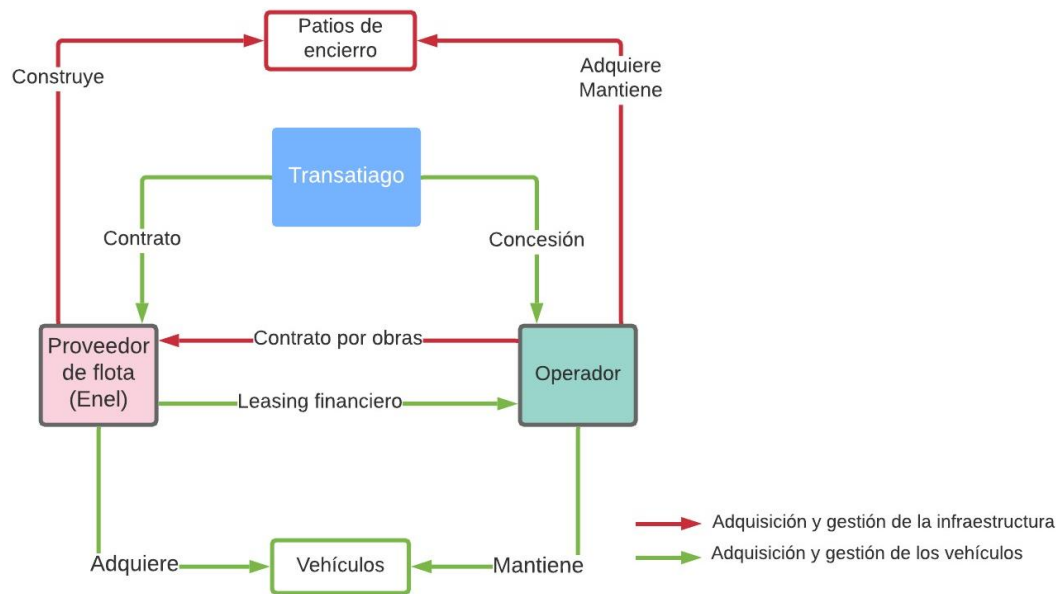 Patios de
encierro
Construye
Adquiere
Mantiene
Transatiago
Contrato
Concesión
Proveedor
de flota
(Enel)
Contrato por obras
Operador
Leasing financiero
Adquisición y gestión de la infraestructura
Adquisición y gestión de los vehículos
Adquiere
Vehículos
Mantiene